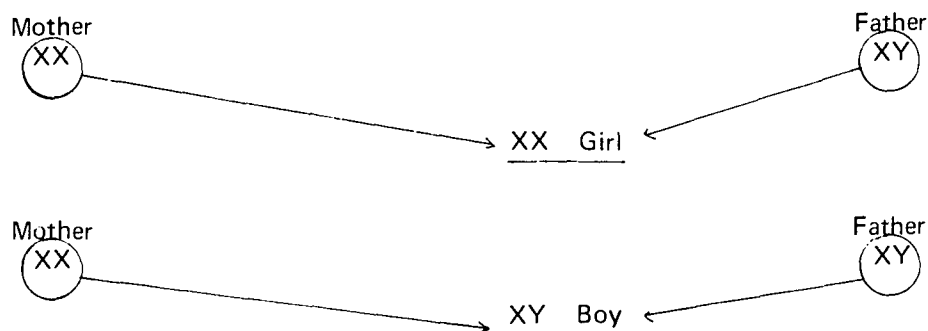 Mother Father
XX XY
XX Girl
Mother Father
XX XY
XY Boy